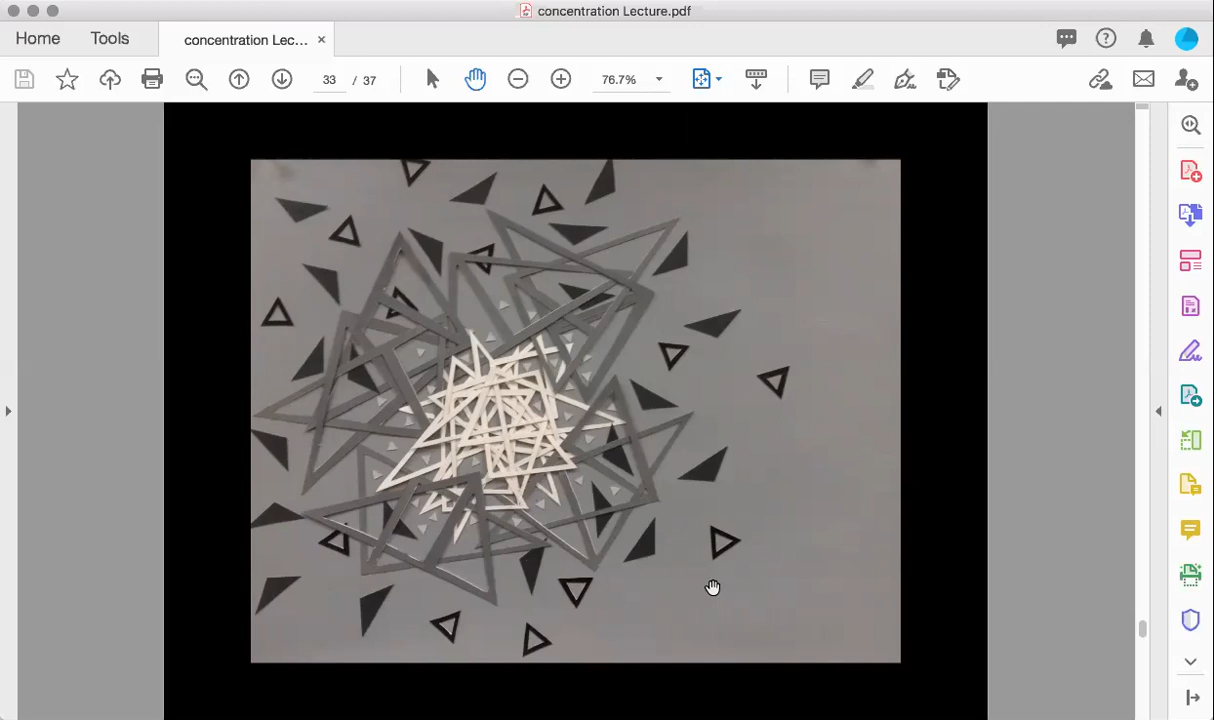 concentration Lecture.pdf
Home Tools concentration Lec... ×
33 / 37 76.7%